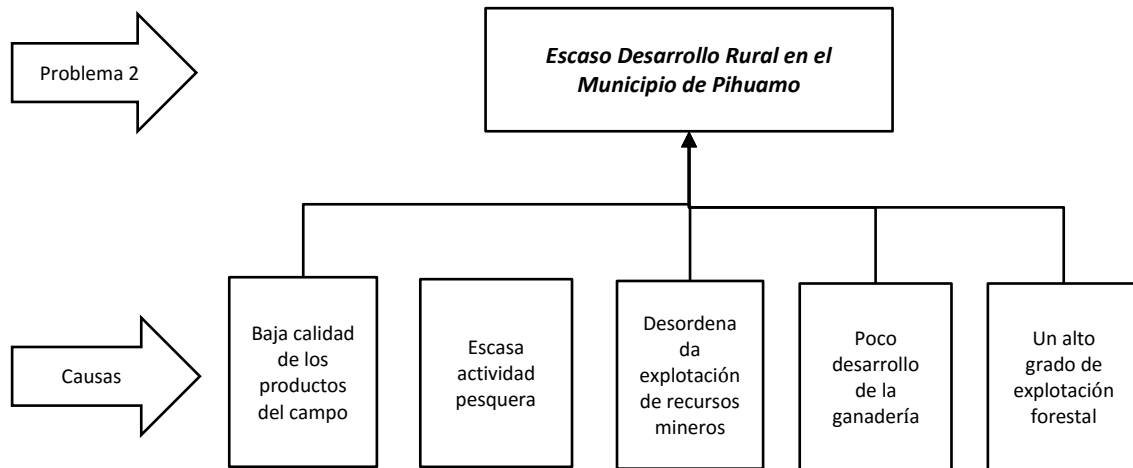 Problema 2
Escaso Desarrollo Rural en el
Municipio de Pihuamo
Causas
Baja calidad
de los
productos
del campo
Escasa
actividad
pesquera
Desordena
da
explotación
de recursos
mineros
Poco
desarrollo
de la
ganadería
Un alto
grado de
explotación
forestal